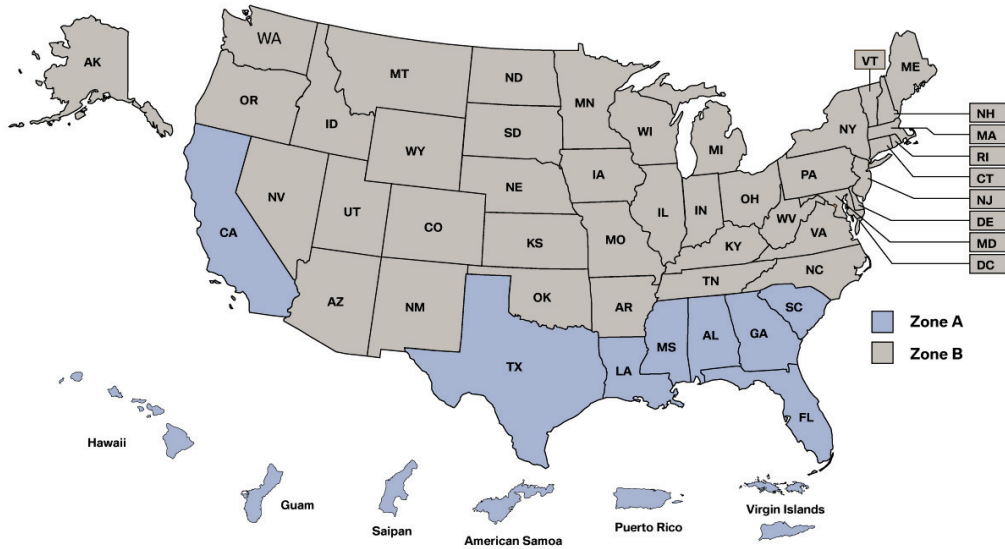 AK
WA
MT
ND
MN
VT
ME
OR
ID
SD
WI
MI
NY
NH
MA
RI
CT
NJ
DE
MD
DC
WY
NE
IA
PA
NV
UT
CO
KS
MO
IL
IN
OH
WV
VA
KY
CA
AZ
NM
OK
AR
TN
NC
SC
TX
LA
MS
AL
GA
FL
Zone A
Zone B
Hawaii
Guam
Saipan
American Samoa
Puerto Rico
Virgin Islands